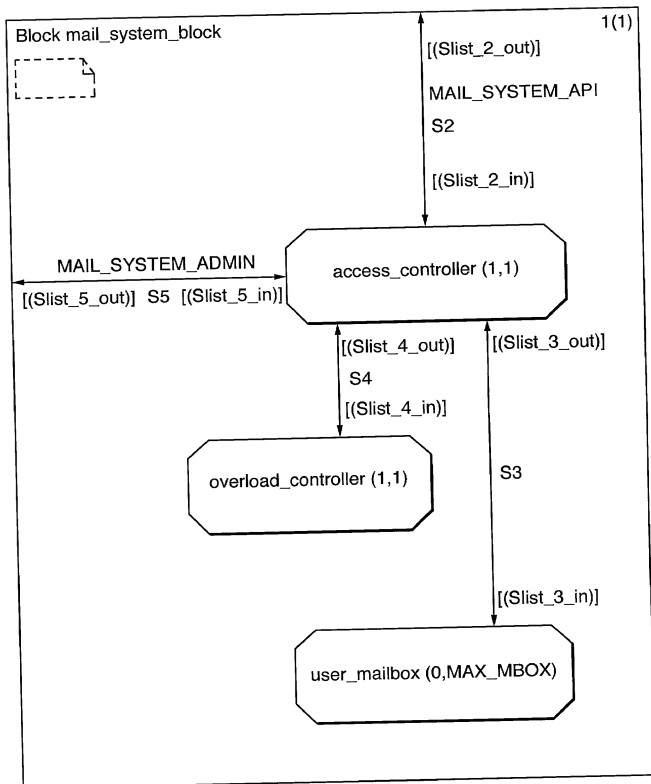 Block mail_system_block
1(1)
[(Slist_2_out)]
MAIL_SYSTEM_API
S2
[(Slist_2_in)]
access_controller (1,1)
MAIL_SYSTEM_ADMIN
[(Slist_5_out)] S5 [(Slist_5_in)]
[(Slist_4_out)]
[(Slist_3_out)]
S4
[(Slist_4_in)]
overload_controller (1,1)
S3
[(Slist_3_in)]
user_mailbox (0,MAX_MBOX)